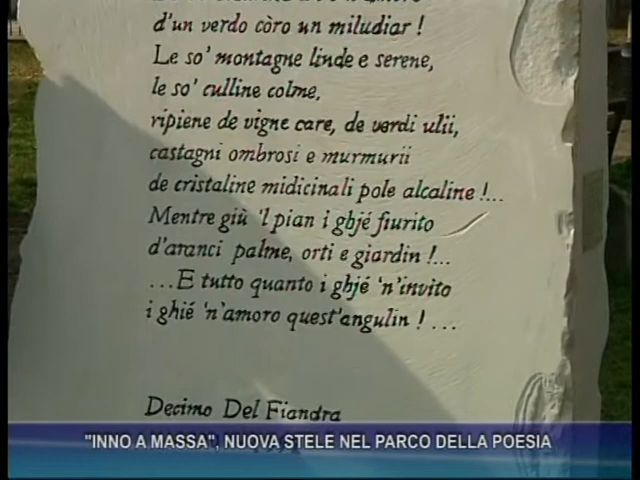 d'un verdo còro un miludiar !
Le so' montagne linde e serene,
le so' culline colme,
ripiene de vigne care, de verdi ulii,
castagni ombrosi e murmurii
de cristaline midicinali pole alcaline !...
Mentre giù 'l pian i ghjé fiurito
d'aranci palme, orti e giardin !...
...E tutto quanto i ghjé 'n'invito
i ghié 'n'amoro quest'angulin ! ...
Decimo Del Fiandra
"INNO A MASSA", NUOVA STELE NEL PARCO DELLA POESIA